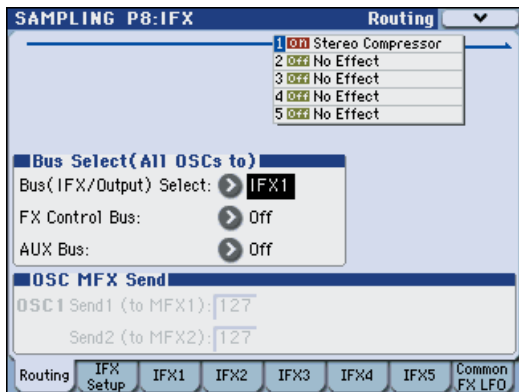 SAMPLING P8:IFX Routing
1 On Stereo Compressor
2 Off No Effect
3 Off No Effect
4 Off No Effect
5 Off No Effect
Bus Select(All OSCs to)
Bus(IFX/Output) Select: IFX1
FX Control Bus: Off
AUX Bus: Off
OSC MFX Send
OSC1 Send1 (to MFX1): 127
Send2 (to MFX2): 127
Routing IFX Setup IFX1 IFX2 IFX3 IFX4 IFX5 Common FX LFO